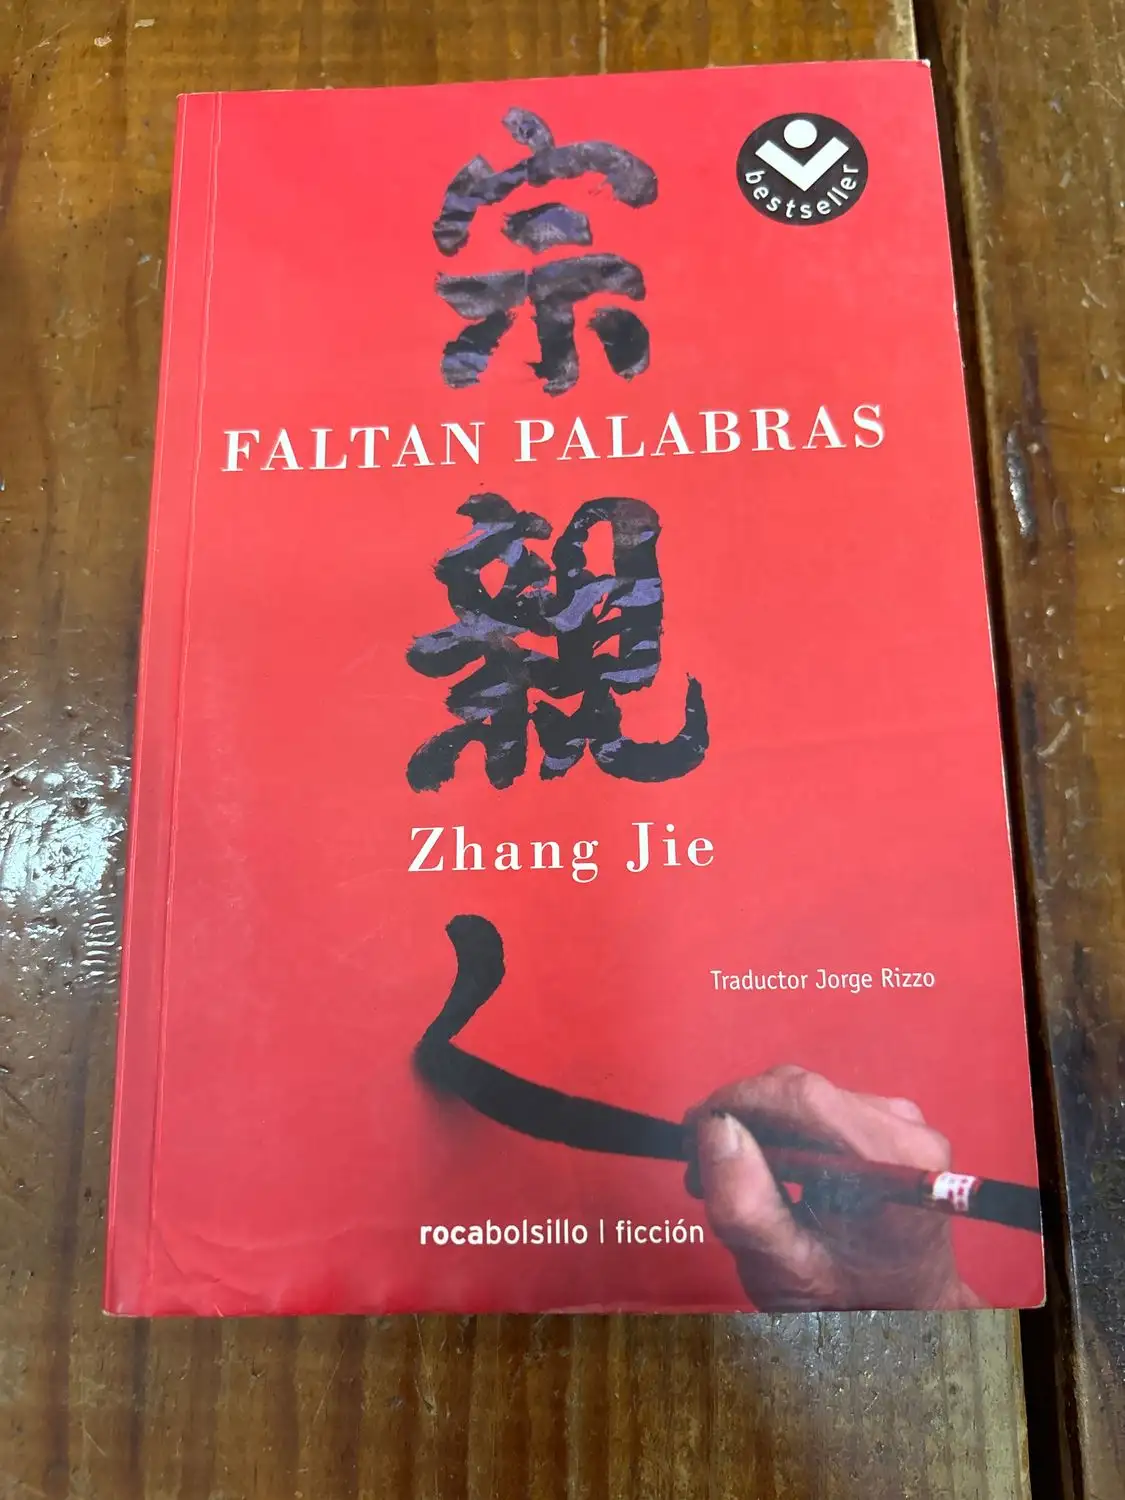 宗
bestseller
FALTAN PALABRAS
親
Zhang Jie
Traductor Jorge Rizzo
rocabolsillo | ficción